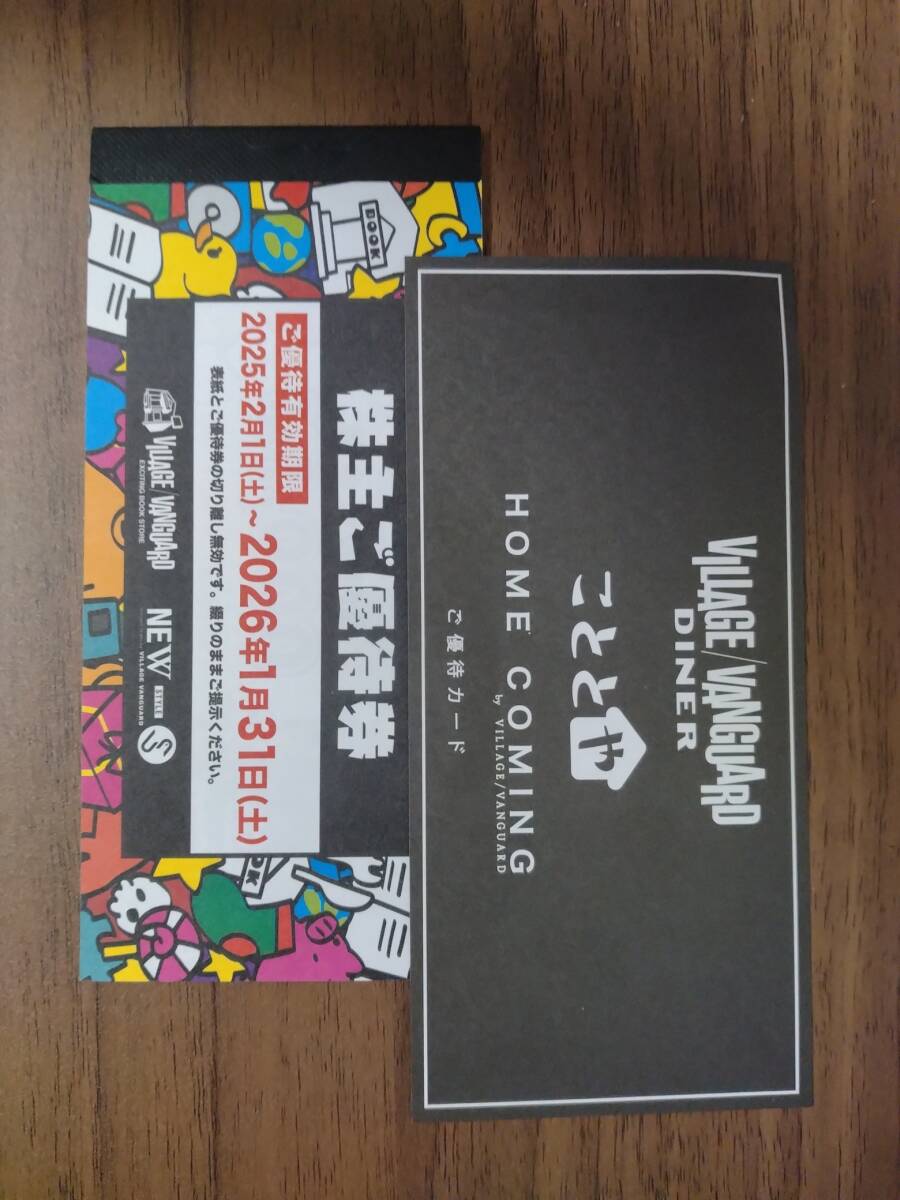 BOOK
株主ご優待券
ご優待有効期限
2025年2月1日(土)～2026年1月31日(土)
表紙とご優待券の切り離し無効です。綴りのままご提示ください。
VILLAGE/VANGUARD
EXCITING BOOK STORE
NEW
STYLE
VILLAGE VANGUARD
VILLAGE/VANGUARD
DINER
ことこや
HOME COMING
by VILLAGE/VANGUARD
ご優待カード